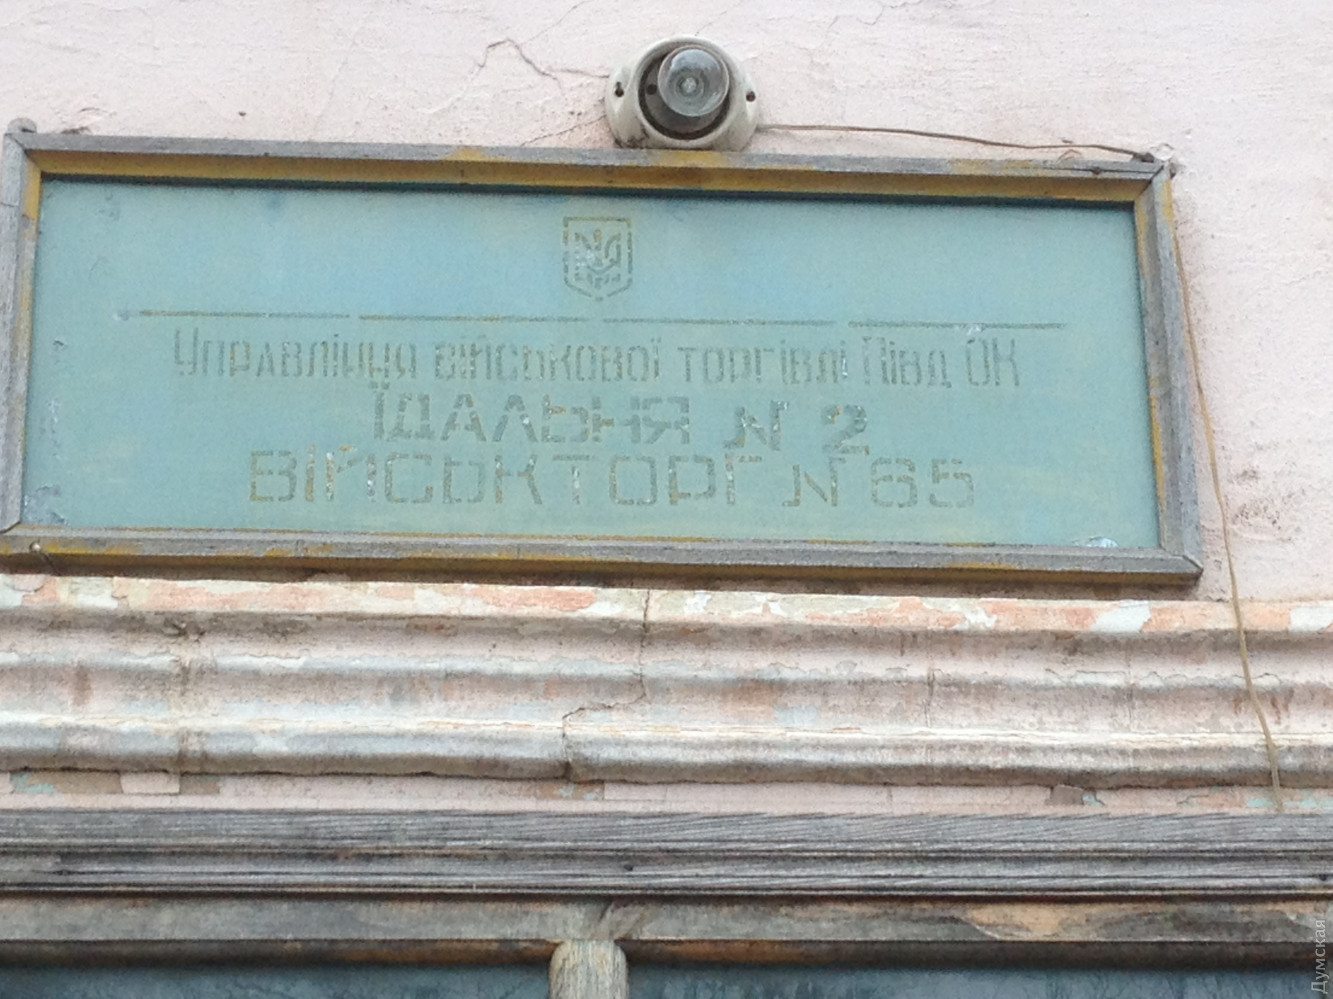 Управління військової торгівлі Півд ОК
ЇДАЛЬНЯ № 2
ВІЙСЬКТОРГ № 65
Думская